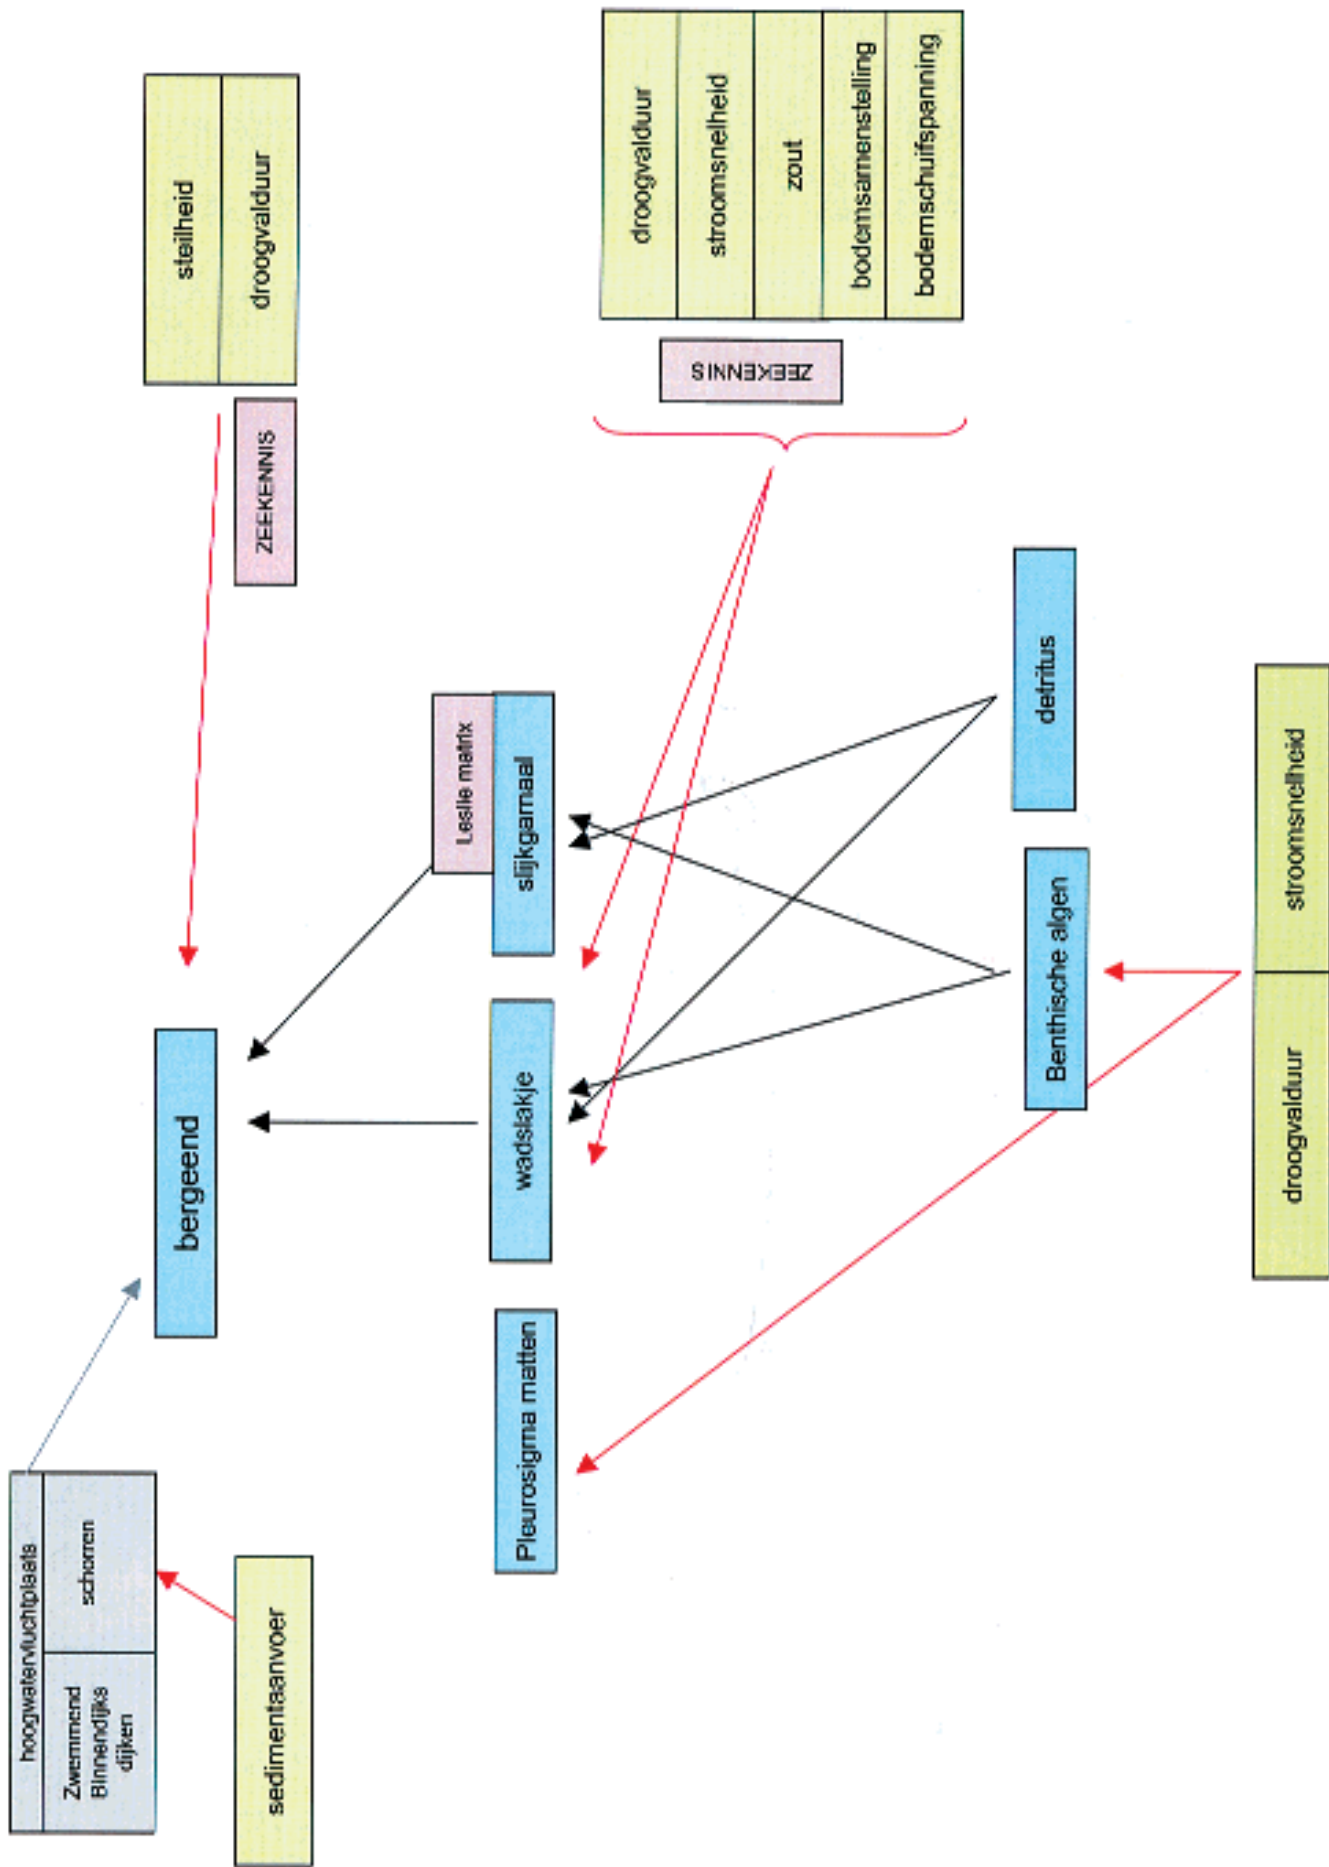 hoogwatervluchtplaats
Zwemmend
Binnendijks
dijken
schorren
sedimentaanvoer
bergeend
steilheid
droogvalduur
ZEEKENNIS
Pleurosigma matten
wadslakje
Leslie matrix
slijkgarnaal
ZEEKENNIS
droogvalduur
stroomsnelheid
zout
bodemsamenstelling
bodemschuifspanning
Benthische algen
detritus
droogvalduur
stroomsnelheid